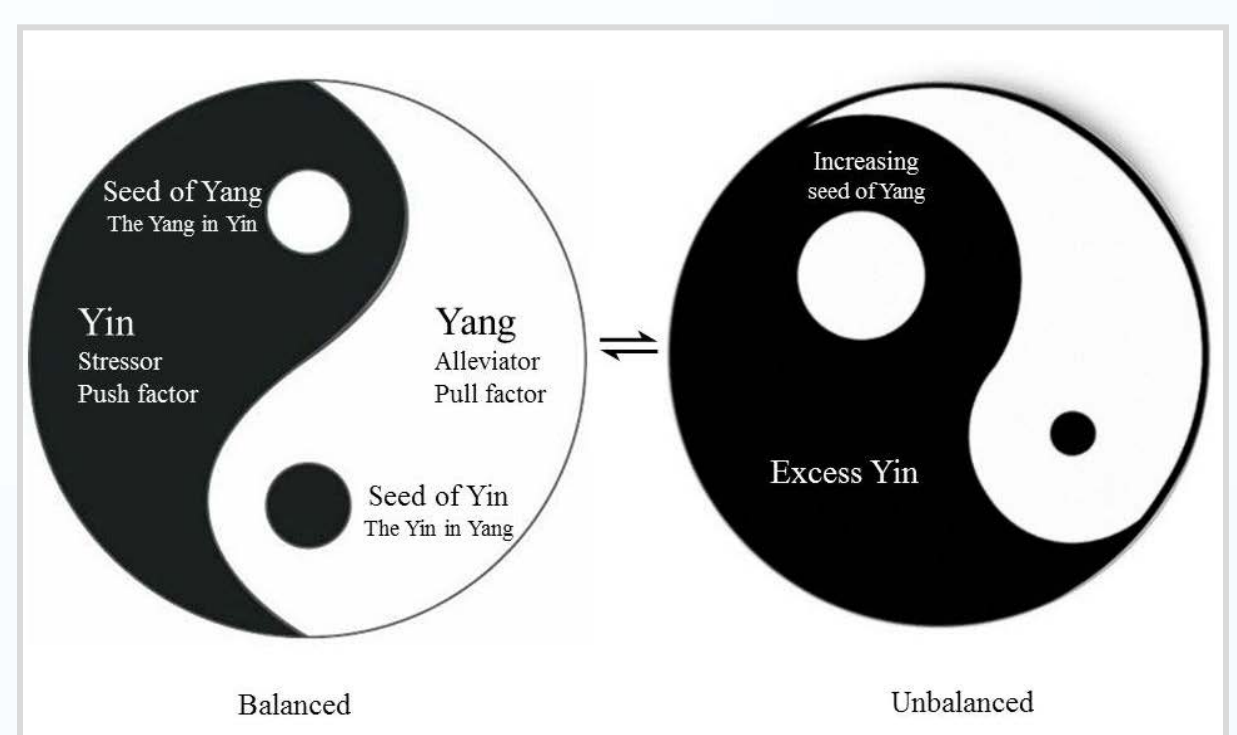 Seed of Yang
The Yang in Yin
Yin
Stressor
Push factor
Yang
Alleviator
Pull factor
Seed of Yin
The Yin in Yang
Balanced
Increasing
seed of Yang
Excess Yin
Unbalanced